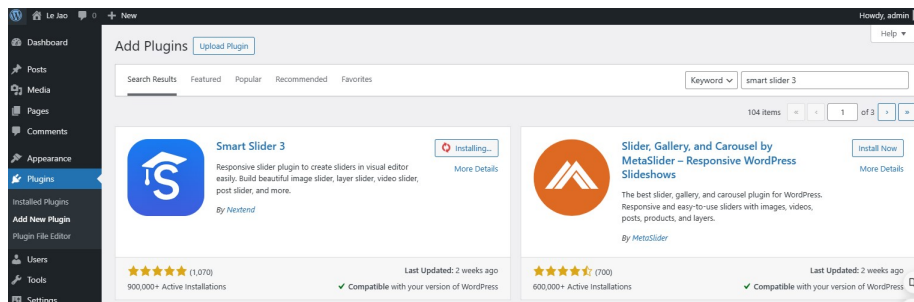 Le Jao
0
+ New
Howdy, admin
Help ▼
Dashboard
Posts
Media
Pages
Comments
Appearance
Plugins
Installed Plugins
Add New Plugin
Plugin File Editor
Users
Tools
Settings
Add Plugins
Upload Plugin
Search Results
Featured
Popular
Recommended
Favorites
Keyword
smart slider 3
104 items
«
‹
1
of 3
›
»
Smart Slider 3
Installing...
More Details
Responsive slider plugin to create sliders in visual editor
easily. Build beautiful image slider, layer slider, video slider,
post slider, and more.
By Nextend
(1,070)
900,000+ Active Installations
Last Updated: 2 weeks ago
✔ Compatible with your version of WordPress
Slider, Gallery, and Carousel by
MetaSlider – Responsive WordPress
Slideshows
Install Now
More Details
The best slider, gallery, and carousel plugin for WordPress.
Responsive and easy-to-use sliders with images, videos,
posts, products, and layers.
By MetaSlider
(700)
600,000+ Active Installations
Last Updated: 2 weeks ago
✔ Compatible with your version of WordPress